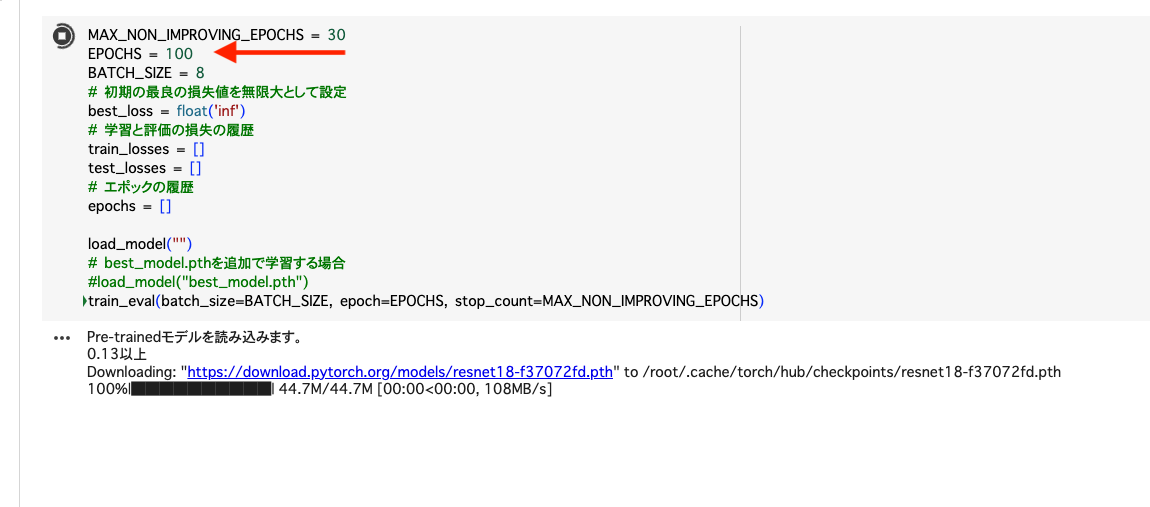 MAX_NON_IMPROVING_EPOCHS = 30
EPOCHS = 100
BATCH_SIZE = 8
# 初期の最良の損失値を無限大として設定
best_loss = float('inf')
# 学習と評価の損失の履歴
train_losses = []
test_losses = []
# エポックの履歴
epochs = []
load_model("")
# best_model.pthを追加で学習する場合
#load_model("best_model.pth")
train_eval(batch_size=BATCH_SIZE, epoch=EPOCHS, stop_count=MAX_NON_IMPROVING_EPOCHS)
Pre-trainedモデルを読み込みます。
0.13以上
Downloading: "https://download.pytorch.org/models/resnet18-f37072fd.pth" to /root/.cache/torch/hub/checkpoints/resnet18-f37072fd.pth
100%|██████████| 44.7M/44.7M [00:00<00:00, 108MB/s]